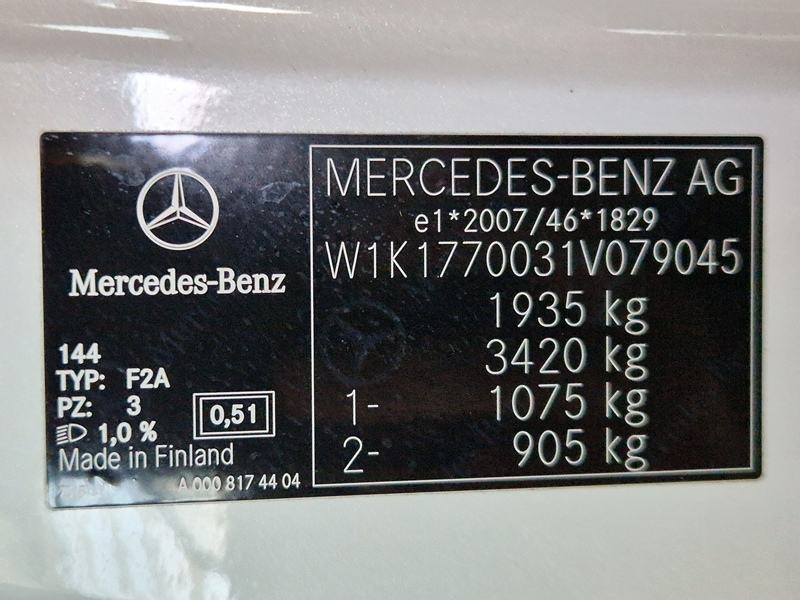 Mercedes-Benz
144
TYP: F2A
PZ: 3
0,51
1,0 %
Made in Finland
A 000 817 44 04
MERCEDES-BENZ AG
e1*2007/46*1829
W1K1770031V079045
1935 kg
3420 kg
1- 1075 kg
2- 905 kg